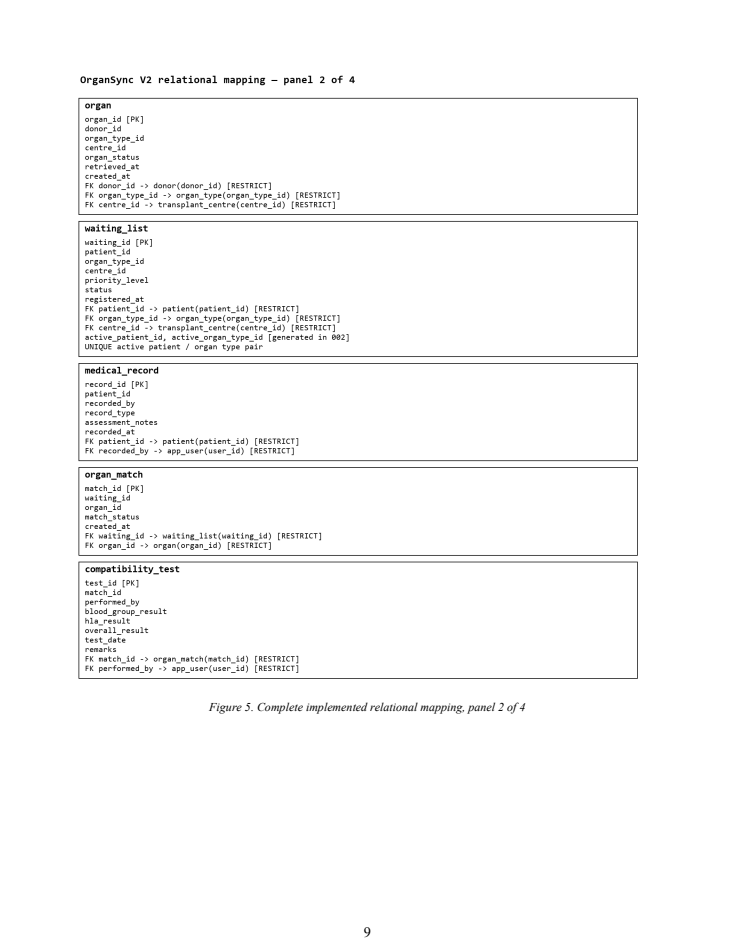 OrganSync V2 relational mapping — panel 2 of 4
organ
organ_id [PK]
donor_id
organ_type_id
centre_id
organ_status
retrieved_at
created_at
FK donor_id -> donor(donor_id) [RESTRICT]
FK organ_type_id -> organ_type(organ_type_id) [RESTRICT]
FK centre_id -> transplant_centre(centre_id) [RESTRICT]
waiting_list
waiting_id [PK]
patient_id
organ_type_id
centre_id
priority_level
status
registered_at
FK patient_id -> patient(patient_id) [RESTRICT]
FK organ_type_id -> organ_type(organ_type_id) [RESTRICT]
FK centre_id -> transplant_centre(centre_id) [RESTRICT]
active_patient_id, active_organ_type_id [generated in 002]
UNIQUE active patient / organ type pair
medical_record
record_id [PK]
patient_id
recorded_by
record_type
assessment_notes
recorded_at
FK patient_id -> patient(patient_id) [RESTRICT]
FK recorded_by -> app_user(user_id) [RESTRICT]
organ_match
match_id [PK]
waiting_id
organ_id
match_status
created_at
FK waiting_id -> waiting_list(waiting_id) [RESTRICT]
FK organ_id -> organ(organ_id) [RESTRICT]
compatibility_test
test_id [PK]
match_id
performed_by
blood_group_result
hla_result
overall_result
test_date
remarks
FK match_id -> organ_match(match_id) [RESTRICT]
FK performed_by -> app_user(user_id) [RESTRICT]
Figure 5. Complete implemented relational mapping, panel 2 of 4
9